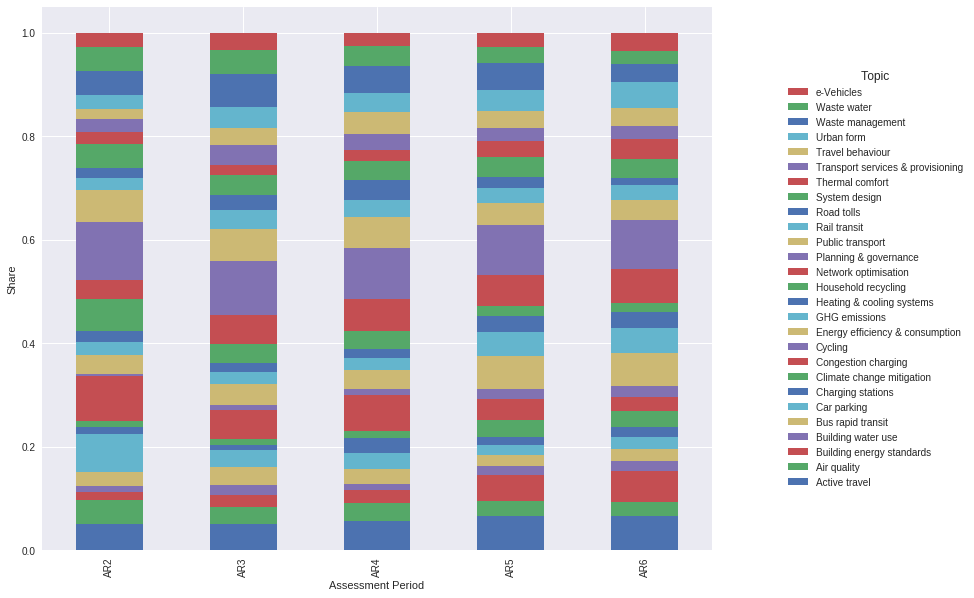 1.0
0.8
0.6
0.4
0.2
0.0
Share
AR2
AR3
AR4
AR5
AR6
Assessment Period
Topic
e-Vehicles
Waste water
Waste management
Urban form
Travel behaviour
Transport services & provisioning
Thermal comfort
System design
Road tolls
Rail transit
Public transport
Planning & governance
Network optimisation
Household recycling
Heating & cooling systems
GHG emissions
Energy efficiency & consumption
Cycling
Congestion charging
Climate change mitigation
Charging stations
Car parking
Bus rapid transit
Building water use
Building energy standards
Air quality
Active travel